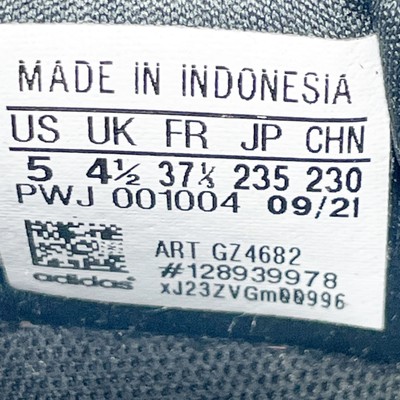 MADE IN INDONESIA
US UK FR JP CHN
5 4½ 37⅓ 235 230
PWJ 001004 09/21
ART GZ4682
#128939978
adidas
xJ23ZVGm00996